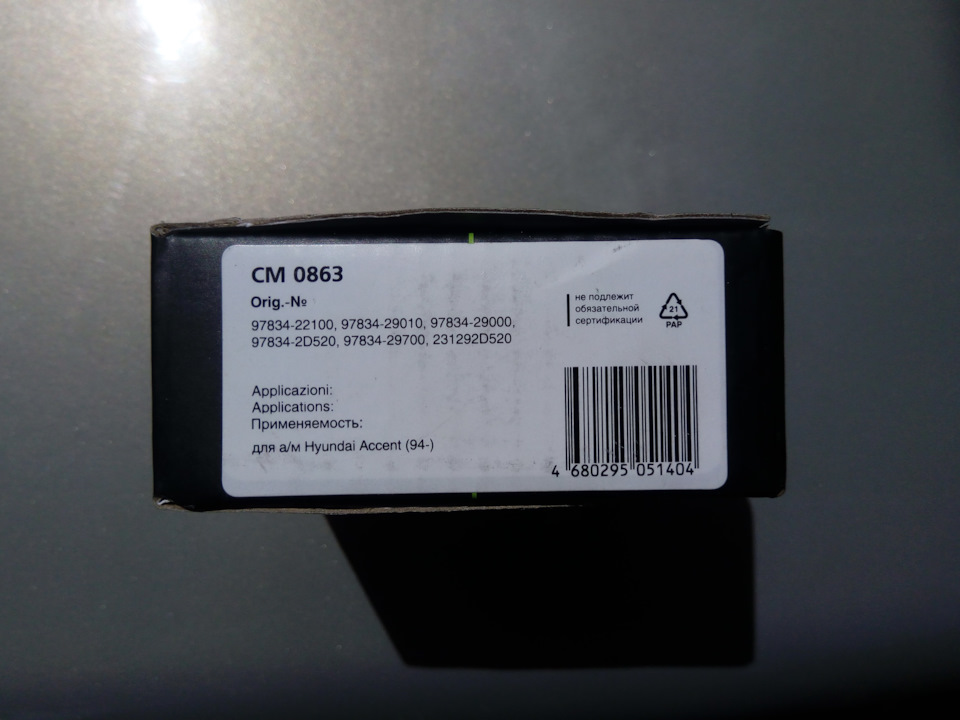 CM 0863
Orig.-№
97834-22100, 97834-29010, 97834-29000,
97834-2D520, 97834-29700, 231292D520
не подлежит
обязательной
сертификации
21
PAP
Applicazioni:
Applications:
Применяемость:
для а/м Hyundai Accent (94-)
4 680295 051404